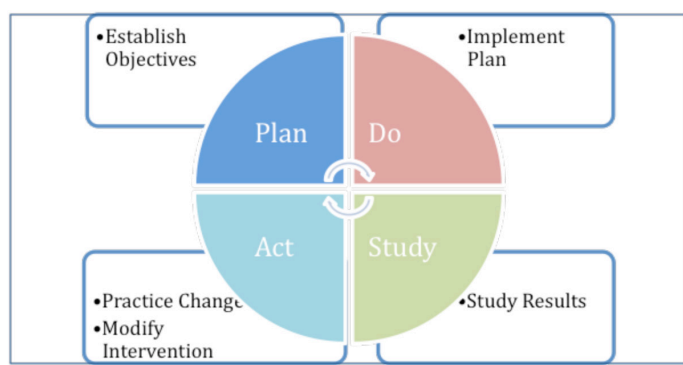 •Establish
Objectives
•Implement
Plan
Plan
Do
Act
Study
•Practice Change
•Modify
Intervention
•Study Results